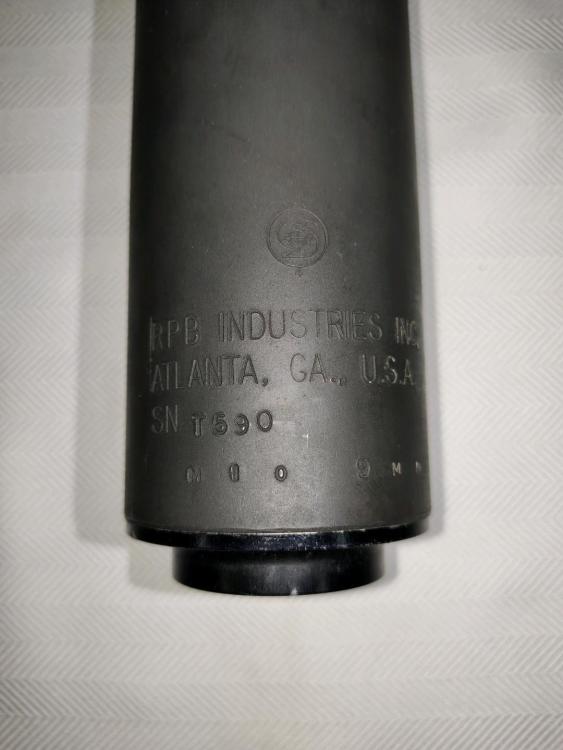 RPB INDUSTRIES INC.
ATLANTA, GA., U.S.A.
SN T590
M10 9MM